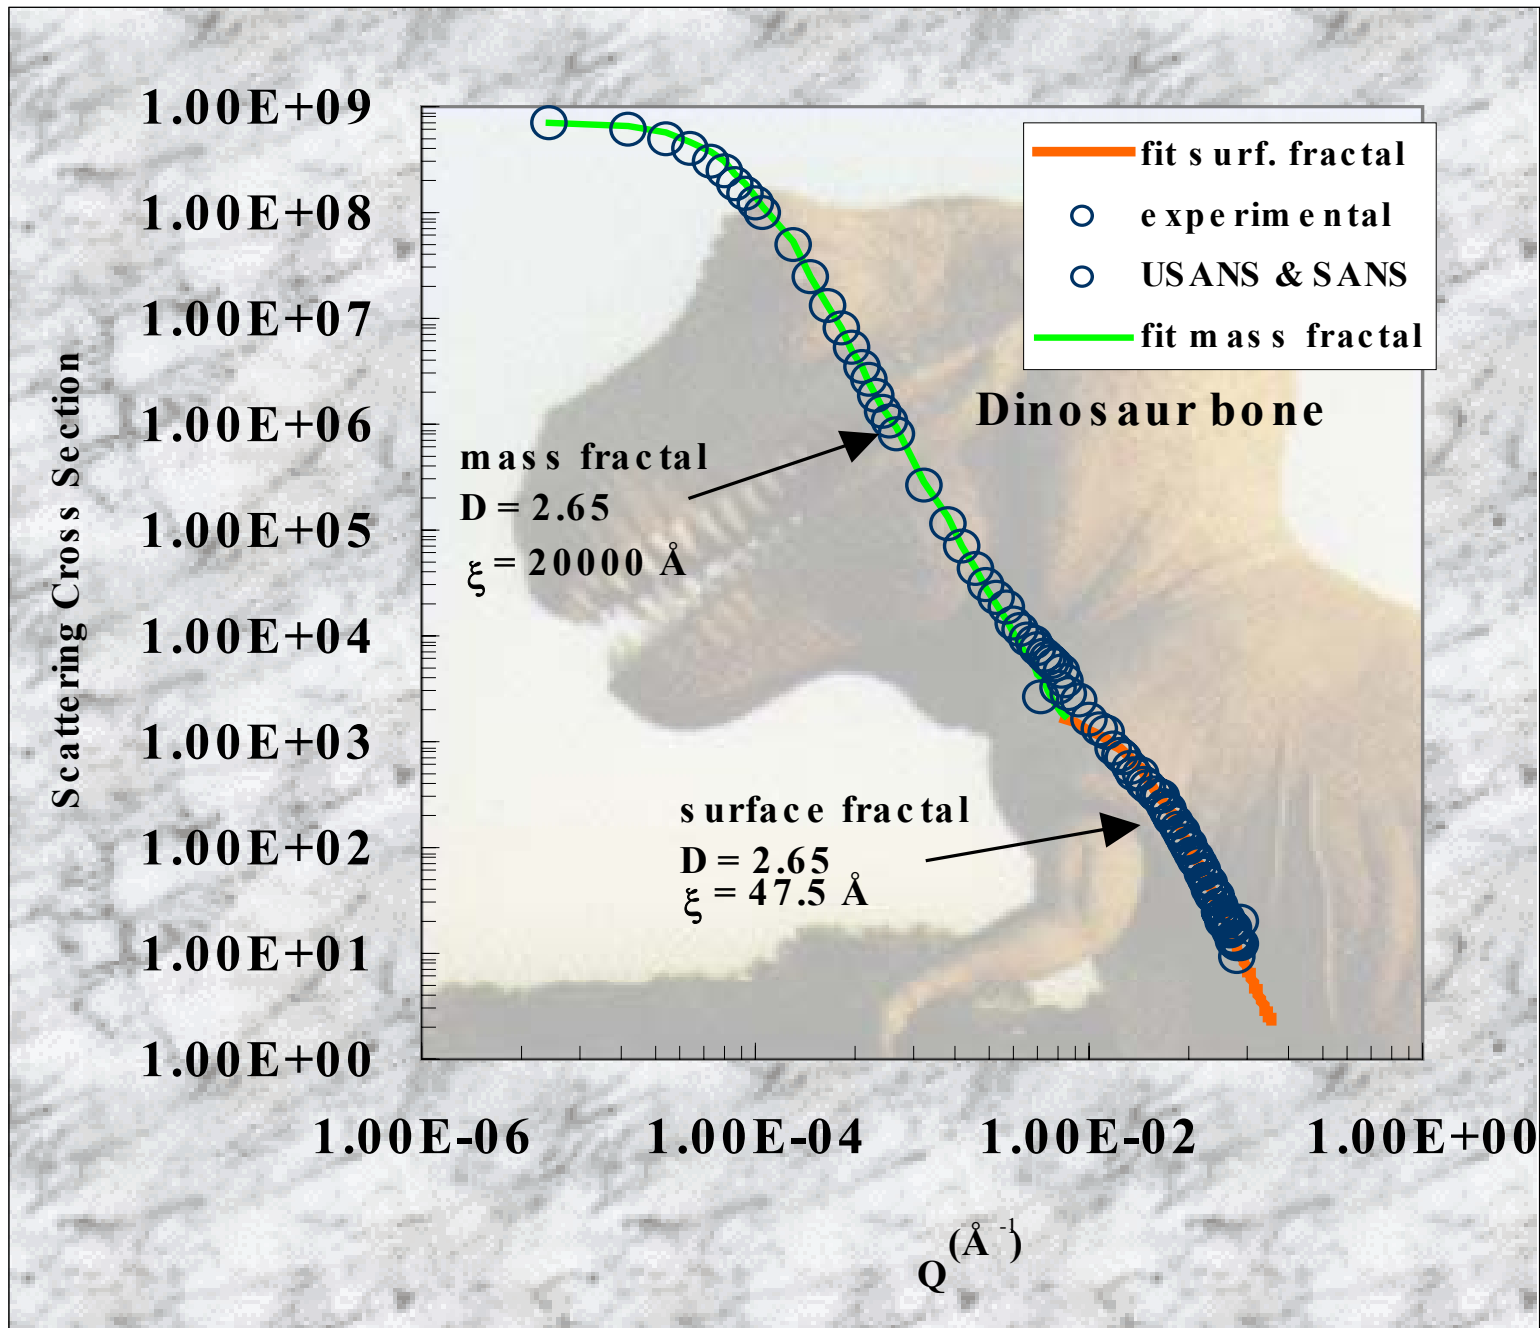 1.00E+09
1.00E+08
1.00E+07
1.00E+06
1.00E+05
1.00E+04
1.00E+03
1.00E+02
1.00E+01
1.00E+00
Scattering Cross Section
fit surf. fractal
experimental
USANS & SANS
fit mass fractal
Dinosaur bone
mass fractal
D = 2.65
ξ = 20000 Å
surface fractal
D = 2.65
ξ = 47.5 Å
1.00E-06 1.00E-04 1.00E-02 1.00E+00
Q (Å⁻¹)